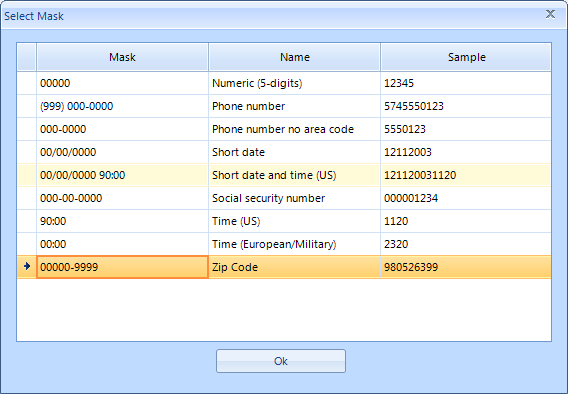 Select Mask
Mask Name Sample
00000 Numeric (5-digits) 12345
(999) 000-0000 Phone number 5745550123
000-0000 Phone number no area code 5550123
00/00/0000 Short date 12112003
00/00/0000 90:00 Short date and time (US) 121120031120
000-00-0000 Social security number 000001234
90:00 Time (US) 1120
00:00 Time (European/Military) 2320
00000-9999 Zip Code 980526399
Ok